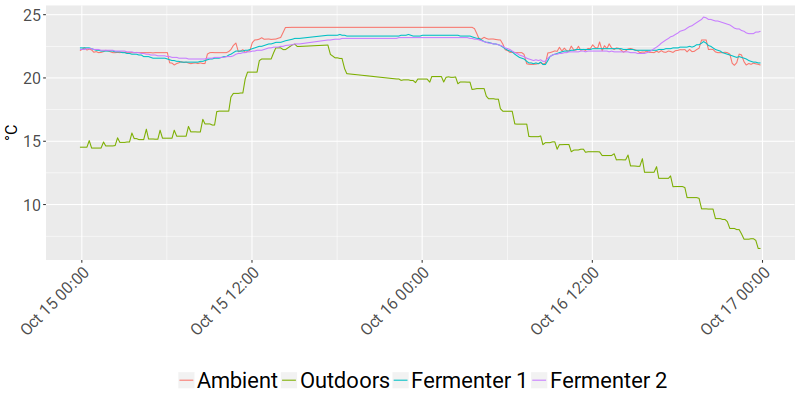 25
20
15
10
°C
Oct 15 00:00
Oct 15 12:00
Oct 16 00:00
Oct 16 12:00
Oct 17 00:00
Ambient Outdoors Fermenter 1 Fermenter 2